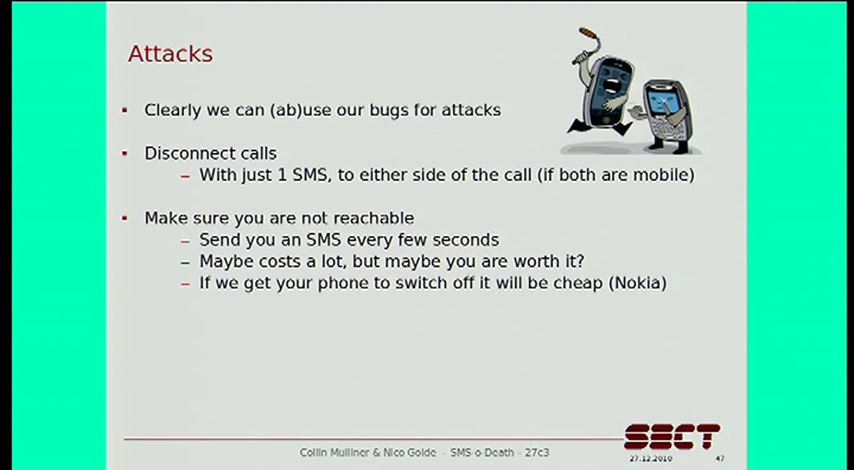 Attacks
▪ Clearly we can (ab)use our bugs for attacks
▪ Disconnect calls
– With just 1 SMS, to either side of the call (if both are mobile)
▪ Make sure you are not reachable
– Send you an SMS every few seconds
– Maybe costs a lot, but maybe you are worth it?
– If we get your phone to switch off it will be cheap (Nokia)
SECT
Collin Mulliner & Nico Golde - SMS-o-Death - 27c3
27.12.2010 47